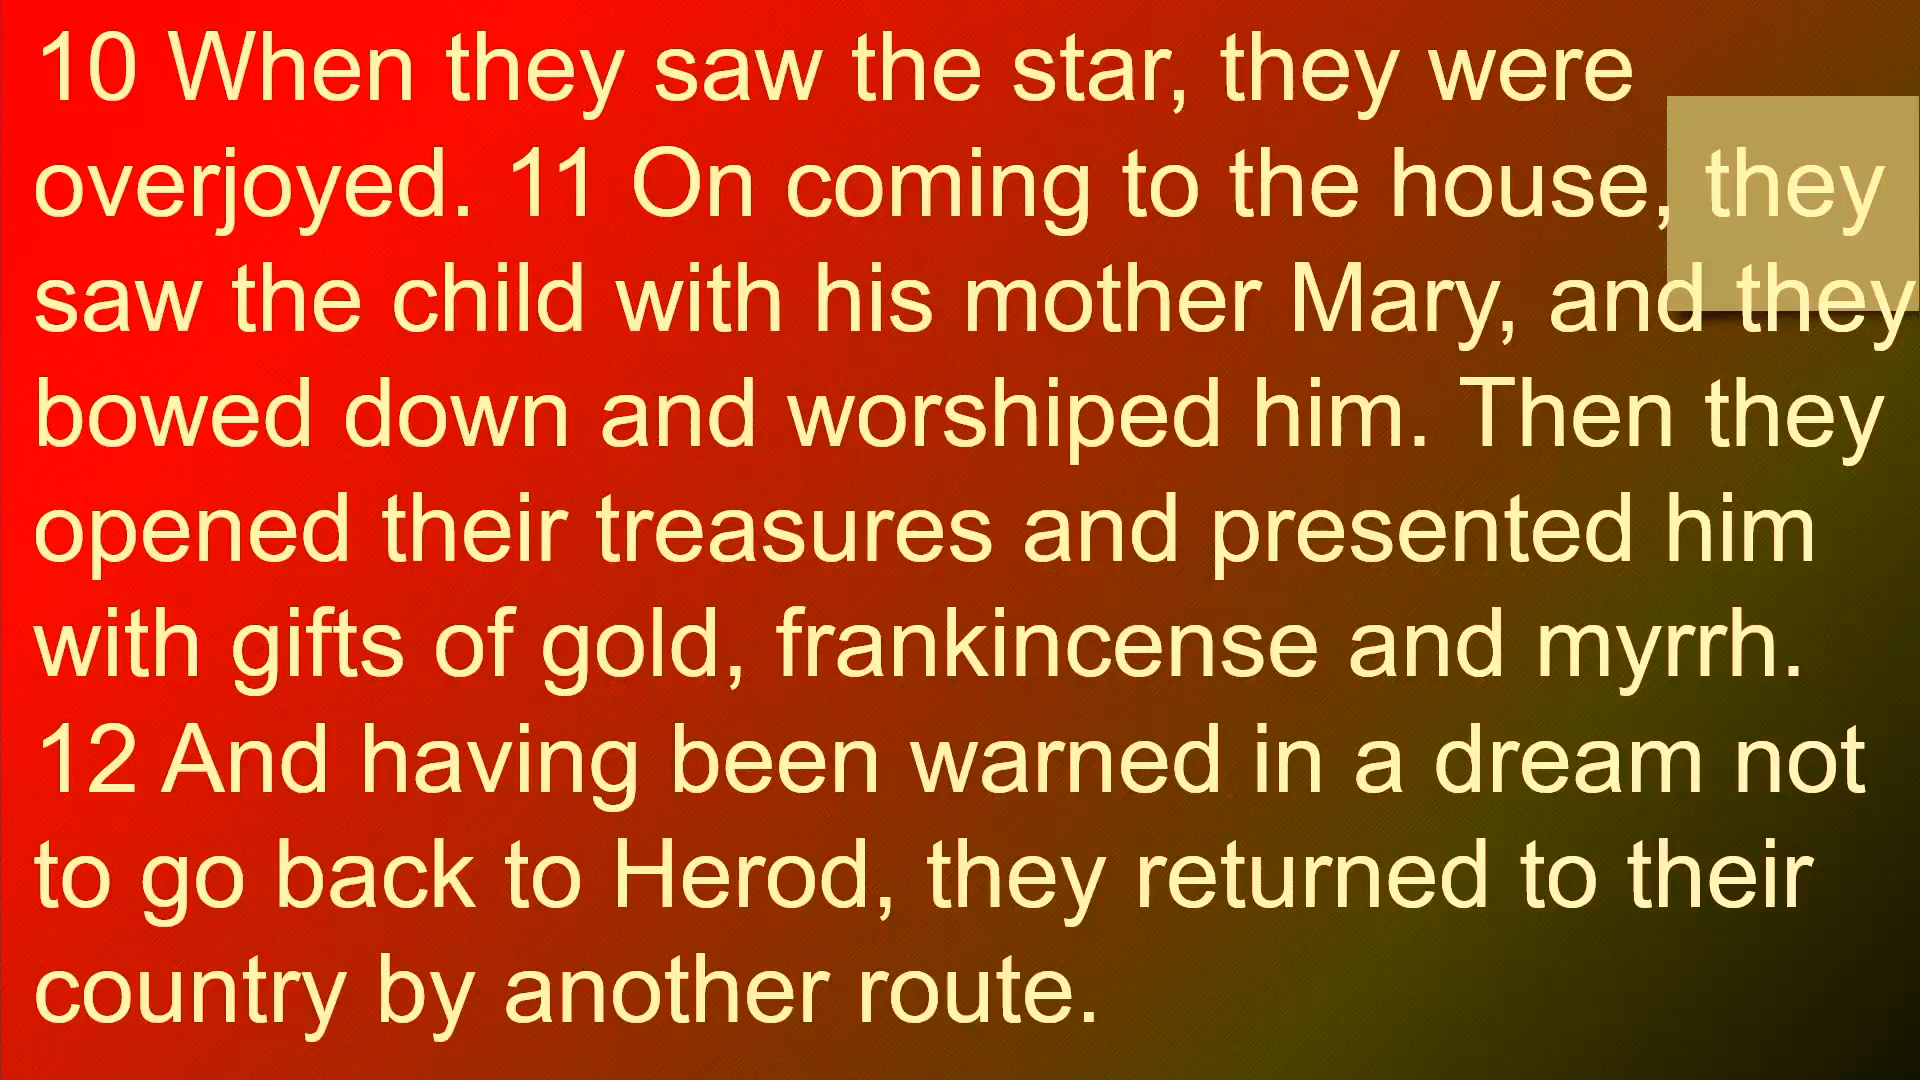 10 When they saw the star, they were
overjoyed. 11 On coming to the house, they
saw the child with his mother Mary, and they
bowed down and worshiped him. Then they
opened their treasures and presented him
with gifts of gold, frankincense and myrrh.
12 And having been warned in a dream not
to go back to Herod, they returned to their
country by another route.